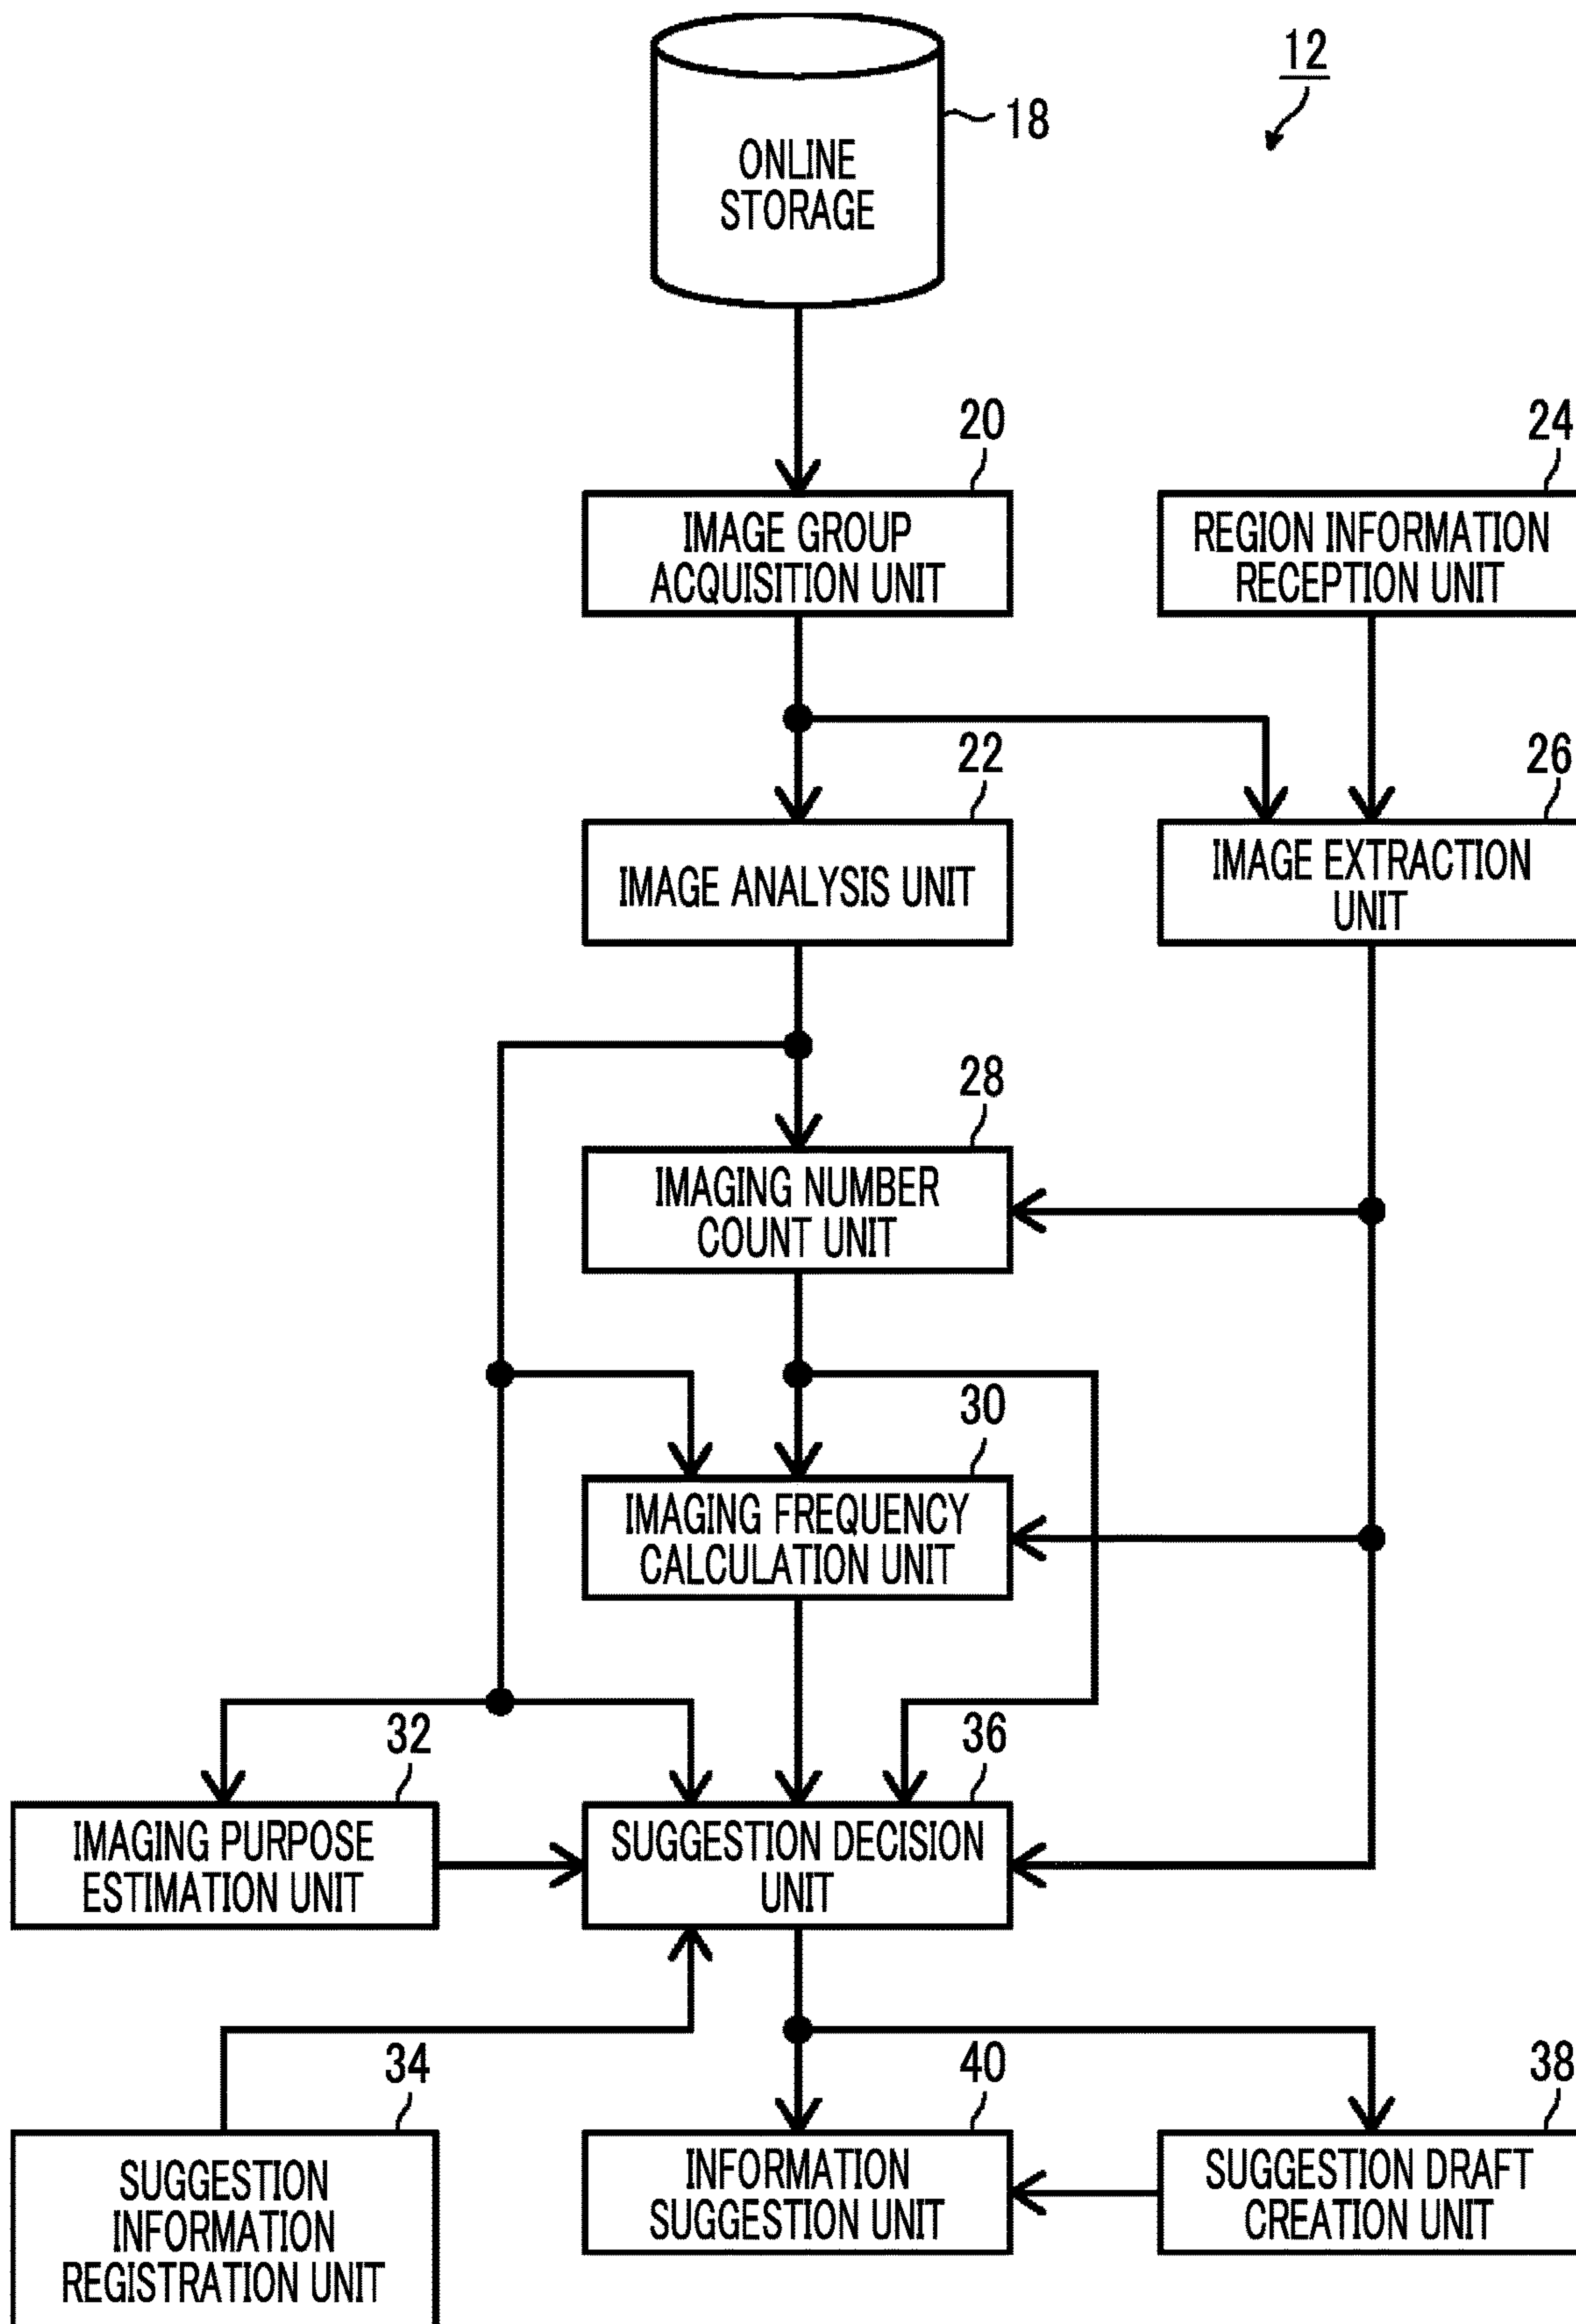 12
18
ONLINE
STORAGE
20
24
IMAGE GROUP
ACQUISITION UNIT
REGION INFORMATION
RECEPTION UNIT
22
26
IMAGE ANALYSIS UNIT
IMAGE EXTRACTION
UNIT
28
IMAGING NUMBER
COUNT UNIT
30
IMAGING FREQUENCY
CALCULATION UNIT
32
36
IMAGING PURPOSE
ESTIMATION UNIT
SUGGESTION DECISION
UNIT
34
40
38
SUGGESTION
INFORMATION
REGISTRATION UNIT
INFORMATION
SUGGESTION UNIT
SUGGESTION DRAFT
CREATION UNIT